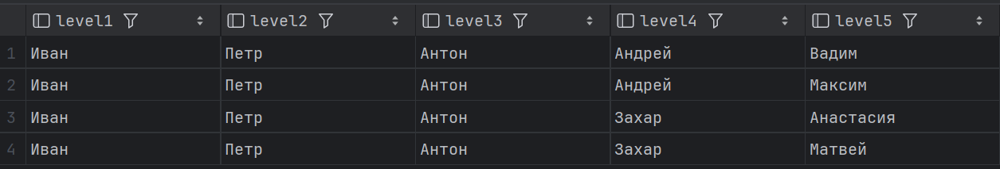 level1 level2 level3 level4 level5
1 Иван Петр Антон Андрей Вадим
2 Иван Петр Антон Андрей Максим
3 Иван Петр Антон Захар Анастасия
4 Иван Петр Антон Захар Матвей